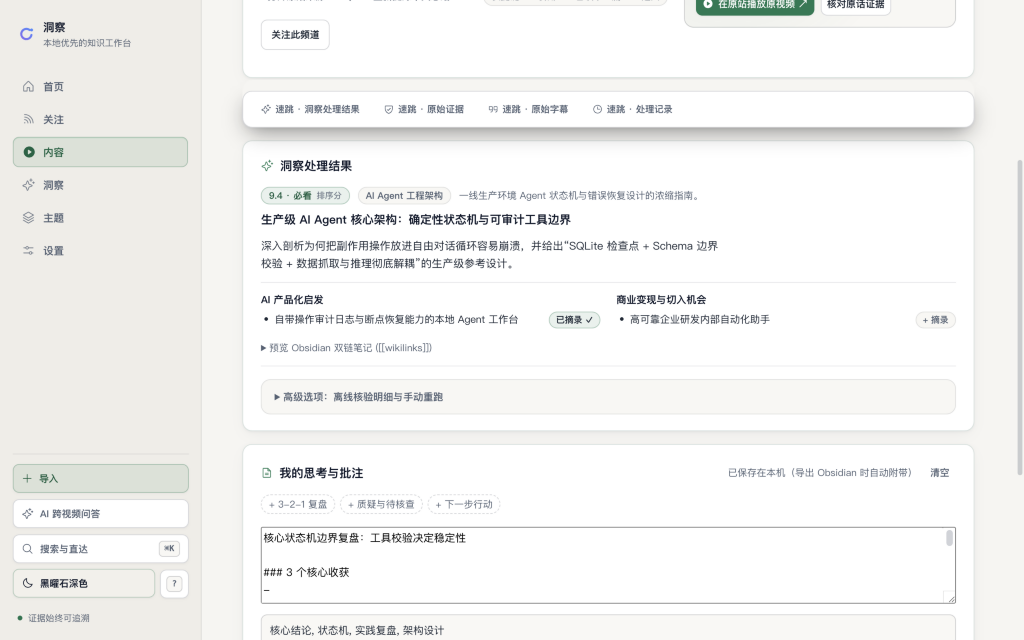 洞察
本地优先的知识工作台
首页
关注
内容
洞察
主题
设置
+ 导入
AI 跨视频问答
搜索与直达 ⌘K
黑曜石深色 ?
证据始终可追溯
在原站播放原视频 ↗ 核对原话证据
关注此频道
速跳 · 洞察处理结果 速跳 · 原始证据 速跳 · 原始字幕 速跳 · 处理记录
洞察处理结果
9.4 · 必看 排序分 AI Agent 工程架构 一线生产环境 Agent 状态机与错误恢复设计的浓缩指南。
生产级 AI Agent 核心架构：确定性状态机与可审计工具边界
深入剖析为何把副作用操作放进自由对话循环容易崩溃，并给出“SQLite 检查点 + Schema 边界
校验 + 数据抓取与推理彻底解耦”的生产级参考设计。
AI 产品化启发
• 自带操作审计日志与断点恢复能力的本地 Agent 工作台 已摘录 ✓
商业变现与切入机会
• 高可靠企业研发内部自动化助手 + 摘录
▶ 预览 Obsidian 双链笔记 ([[wikilinks]])
▶ 高级选项：离线核验明细与手动重跑
我的思考与批注 已保存在本机（导出 Obsidian 时自动附带） 清空
+ 3-2-1 复盘 + 质疑与待核查 + 下一步行动
核心状态机边界复盘：工具校验决定稳定性
### 3 个核心收获
–
核心结论, 状态机, 实践复盘, 架构设计